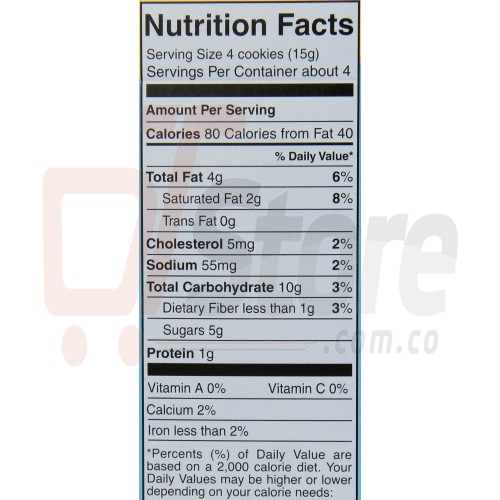 Nutrition Facts
Serving Size 4 cookies (15g)
Servings Per Container about 4
Amount Per Serving
Calories 80 Calories from Fat 40
% Daily Value*
Total Fat 4g 6%
Saturated Fat 2g 8%
Trans Fat 0g
Cholesterol 5mg 2%
Sodium 55mg 2%
Total Carbohydrate 10g 3%
Dietary Fiber less than 1g 3%
Sugars 5g
Protein 1g
Vitamin A 0% Vitamin C 0%
Calcium 2%
Iron less than 2%
*Percents (%) of Daily Value are
based on a 2,000 calorie diet. Your
Daily Values may be higher or lower
depending on your calorie needs:
Store
.com.co